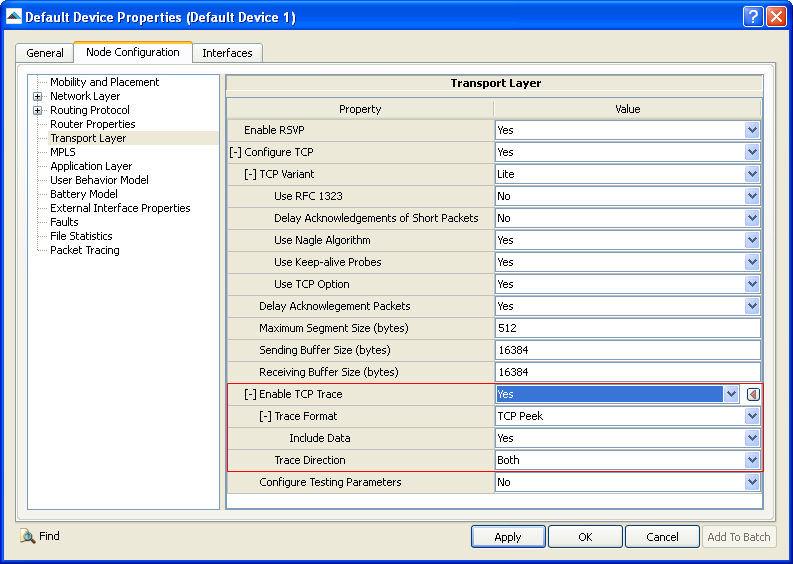 Default Device Properties (Default Device 1)
General Node Configuration Interfaces
Mobility and Placement
Network Layer
Routing Protocol
Router Properties
Transport Layer
MPLS
Application Layer
User Behavior Model
Battery Model
External Interface Properties
Faults
File Statistics
Packet Tracing
Transport Layer
Property Value
Enable RSVP Yes
[-] Configure TCP Yes
[-] TCP Variant Lite
Use RFC 1323 No
Delay Acknowledgements of Short Packets No
Use Nagle Algorithm Yes
Use Keep-alive Probes Yes
Use TCP Option Yes
Delay Acknowlegement Packets Yes
Maximum Segment Size (bytes) 512
Sending Buffer Size (bytes) 16384
Receiving Buffer Size (bytes) 16384
[-] Enable TCP Trace Yes
[-] Trace Format TCP Peek
Include Data Yes
Trace Direction Both
Configure Testing Parameters No
Find
Apply OK Cancel Add To Batch